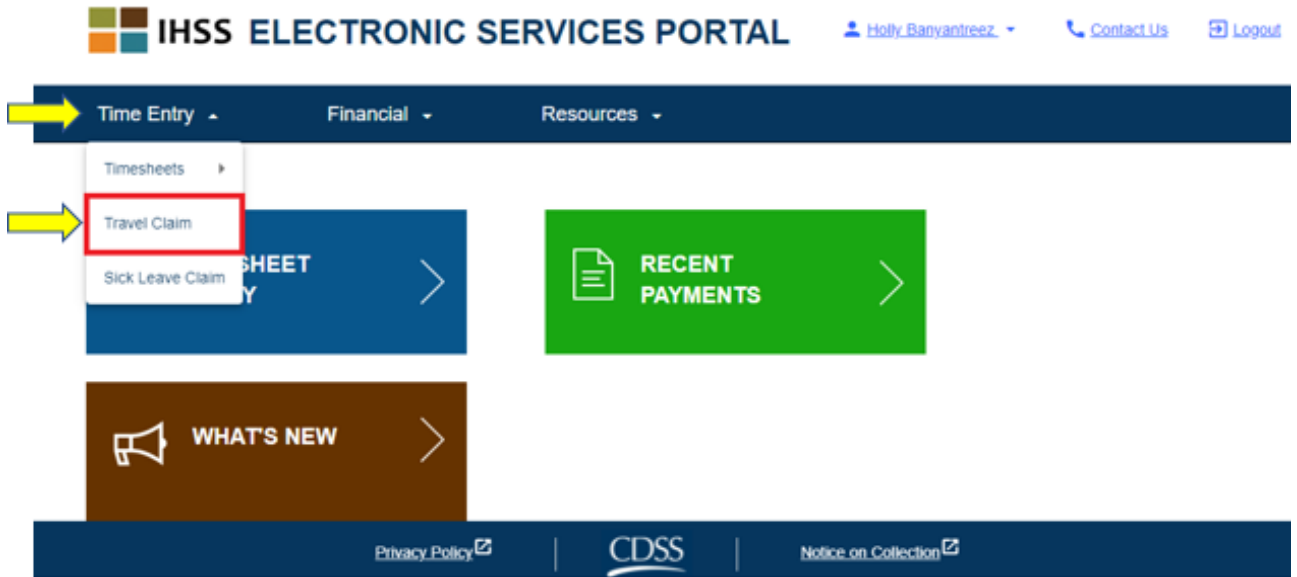 IHSS ELECTRONIC SERVICES PORTAL
Holly Banyantreez
Contact Us
Logout
Time Entry
Financial
Resources
Timesheets
Travel Claim
Sick Leave Claim
SHEET
Y
RECENT
PAYMENTS
WHAT'S NEW
Privacy Policy
CDSS
Notice on Collection